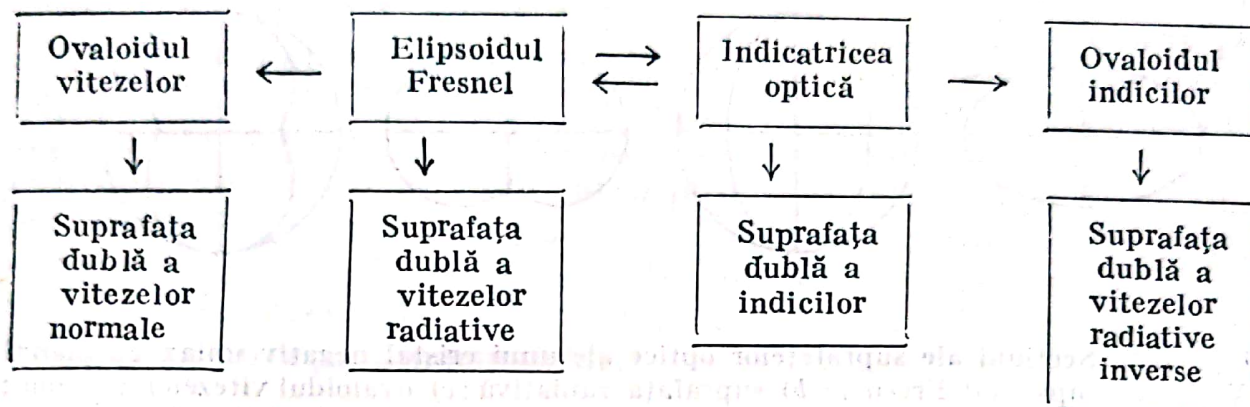 Ovaloidul
vitezelor
Elipsoidul
Fresnel
Indicatricea
optică
Ovaloidul
indicilor
Suprafața
dublă a
vitezelor
normale
Suprafața
dublă a
vitezelor
radiative
Suprafața
dublă a
indicilor
Suprafața
dublă a
vitezelor
radiative
inverse